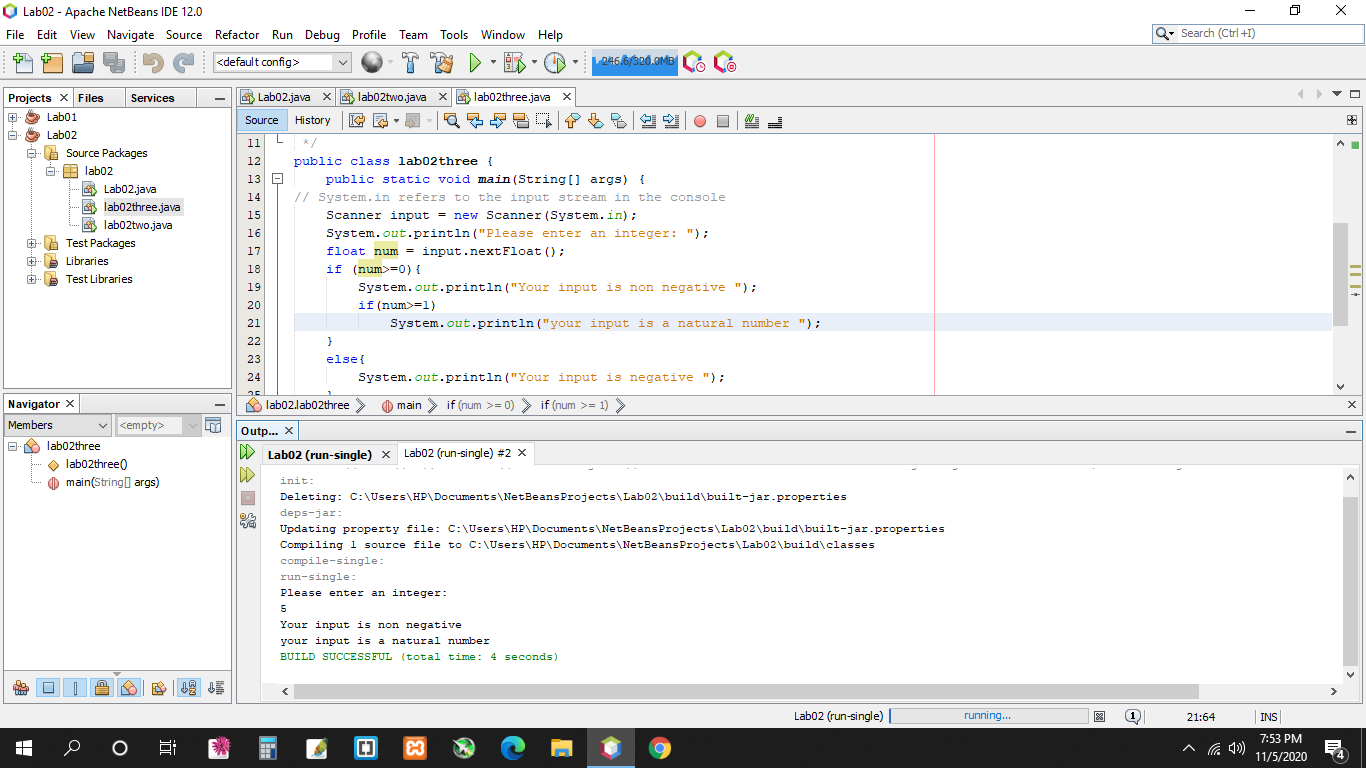 Lab02 - Apache NetBeans IDE 12.0
File Edit View Navigate Source Refactor Run Debug Profile Team Tools Window Help
Search (Ctrl+I)
<default config>
246.6/320.0MB
Projects Files Services
Lab01
Lab02
Source Packages
lab02
Lab02.java
lab02three.java
lab02two.java
Test Packages
Libraries
Test Libraries
Lab02.java lab02two.java lab02three.java
Source History
11 */
12 public class lab02three {
13 public static void main(String[] args) {
14 // System.in refers to the input stream in the console
15 Scanner input = new Scanner(System.in);
16 System.out.println("Please enter an integer: ");
17 float num = input.nextFloat();
18 if (num>=0){
19 System.out.println("Your input is non negative ");
20 if(num>=1)
21 System.out.println("your input is a natural number ");
22 }
23 else{
24 System.out.println("Your input is negative ");
25 }
lab02.lab02three main if (num >= 0) if (num >= 1)
Navigator
Members <empty>
lab02three
lab02three()
main(String[] args)
Outp...
Lab02 (run-single) Lab02 (run-single) #2
init:
Deleting: C:\Users\HP\Documents\NetBeansProjects\Lab02\build\built-jar.properties
deps-jar:
Updating property file: C:\Users\HP\Documents\NetBeansProjects\Lab02\build\built-jar.properties
Compiling 1 source file to C:\Users\HP\Documents\NetBeansProjects\Lab02\build\classes
compile-single:
run-single:
Please enter an integer:
5
Your input is non negative
your input is a natural number
BUILD SUCCESSFUL (total time: 4 seconds)
Lab02 (run-single) running... 1 21:64 INS
7:53 PM
11/5/2020
4